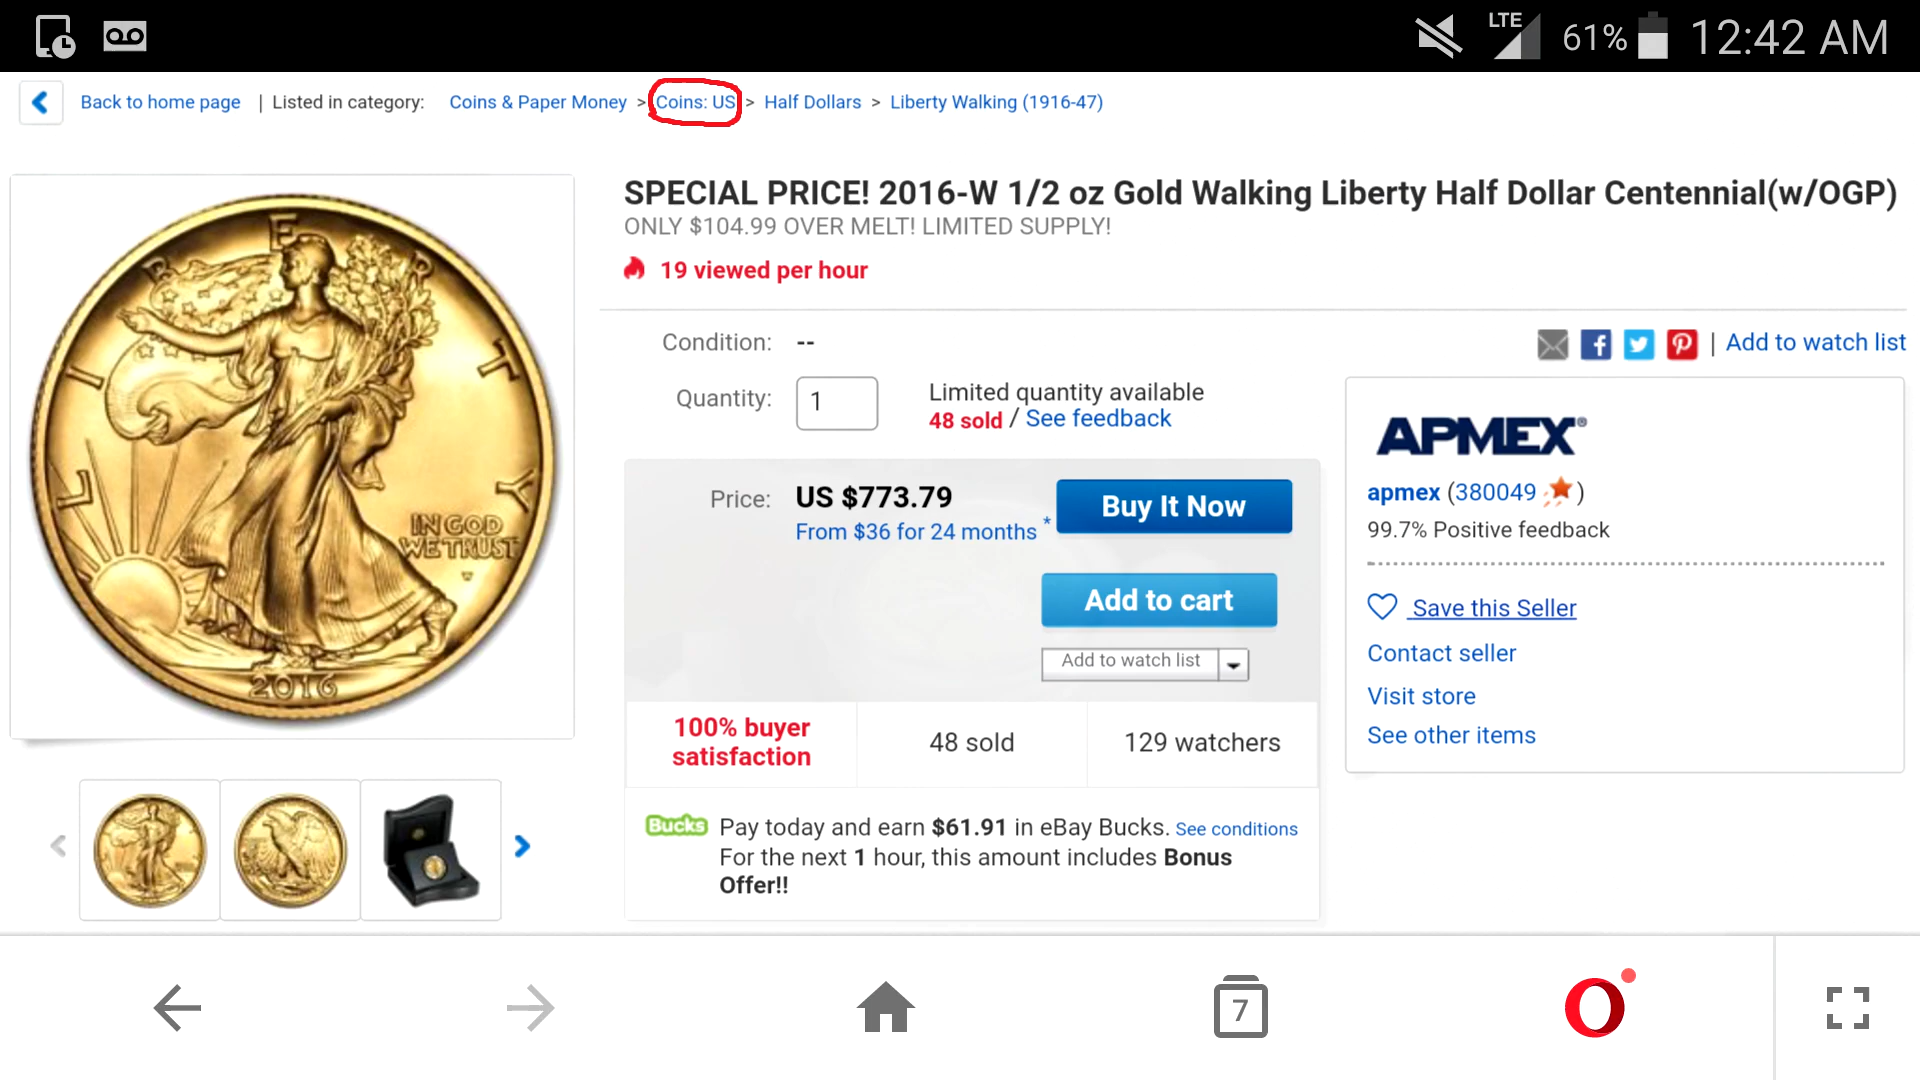 LTE 61% 12:42 AM
Back to home page | Listed in category: Coins & Paper Money > Coins: US > Half Dollars > Liberty Walking (1916-47)
SPECIAL PRICE! 2016-W 1/2 oz Gold Walking Liberty Half Dollar Centennial(w/OGP)
ONLY $104.99 OVER MELT! LIMITED SUPPLY!
19 viewed per hour
LIBERTY
IN GOD
WE TRUST
2016
Condition: --
| Add to watch list
Quantity: 1
Limited quantity available
48 sold / See feedback
Price: US $773.79
From $36 for 24 months *
Buy It Now
Add to cart
Add to watch list
100% buyer
satisfaction
48 sold
129 watchers
Bucks Pay today and earn $61.91 in eBay Bucks. See conditions
For the next 1 hour, this amount includes Bonus
Offer!!
APMEX®
apmex (380049)
99.7% Positive feedback
Save this Seller
Contact seller
Visit store
See other items
7